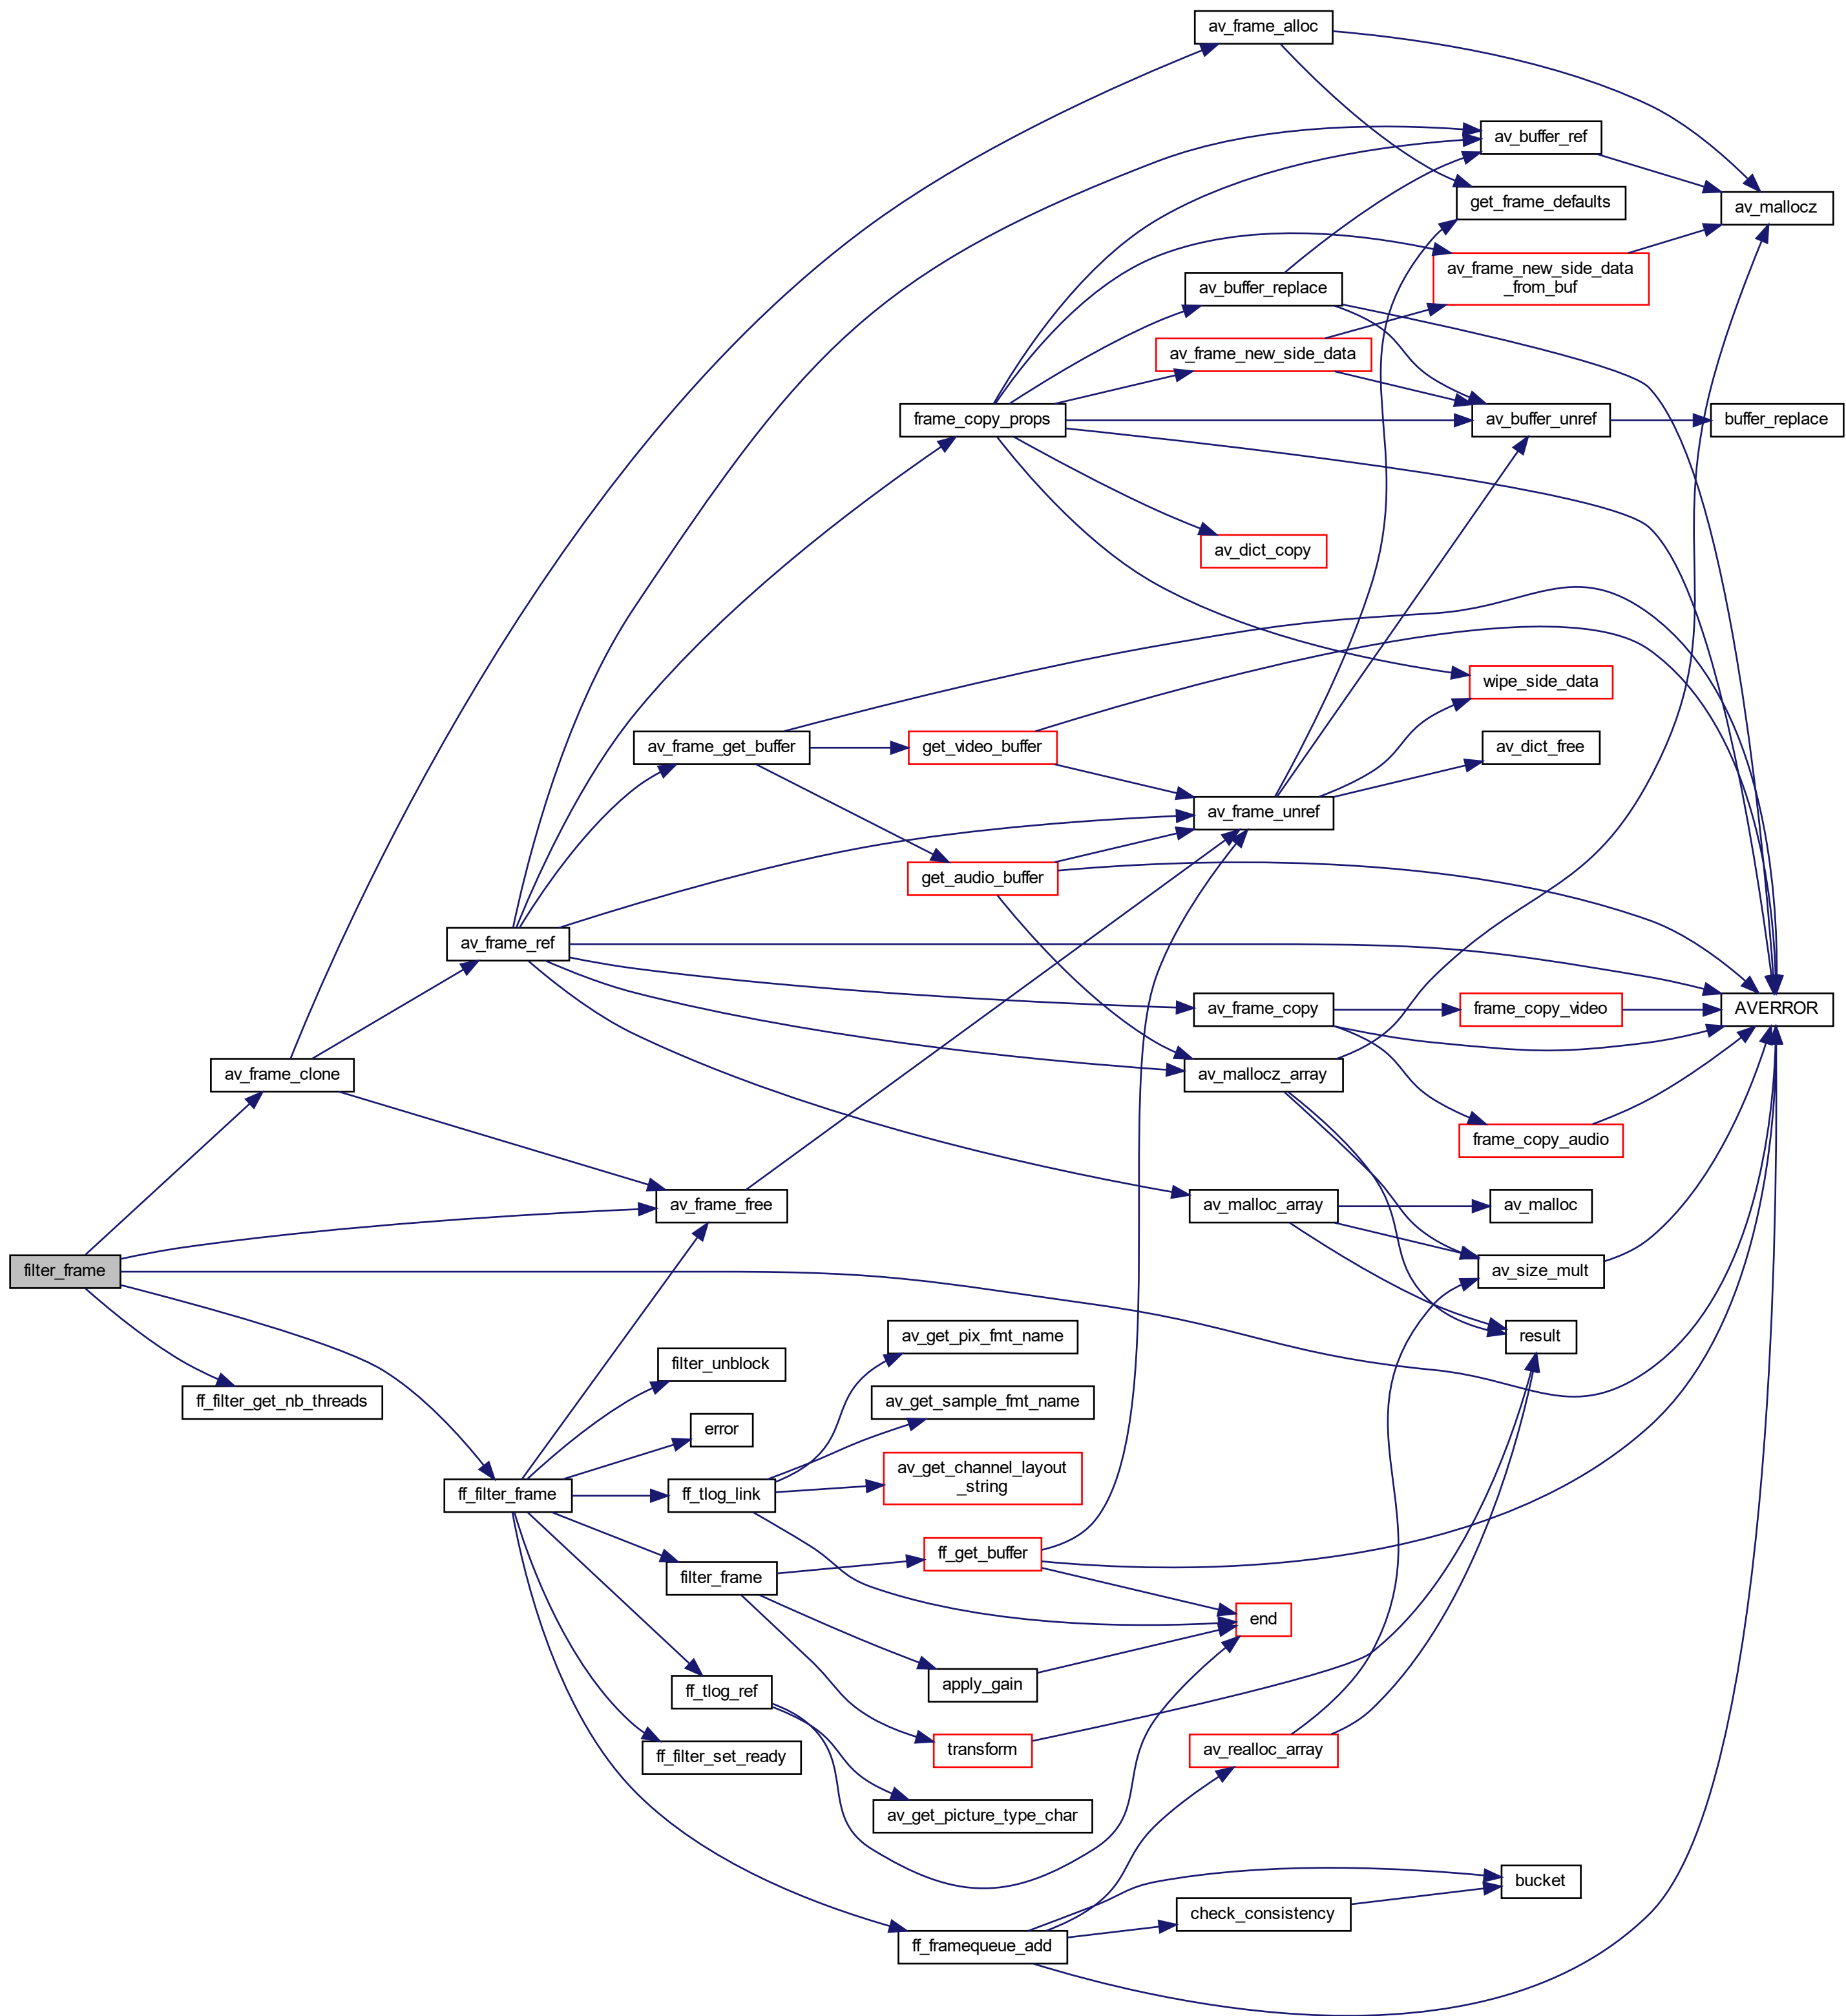 av_frame_alloc
av_buffer_ref
get_frame_defaults
av_mallocz
av_frame_new_side_data
_from_buf
av_buffer_replace
av_frame_new_side_data
frame_copy_props
av_buffer_unref
buffer_replace
av_dict_copy
wipe_side_data
av_frame_get_buffer
get_video_buffer
av_dict_free
av_frame_unref
get_audio_buffer
av_frame_ref
av_frame_copy
frame_copy_video
AVERROR
av_frame_clone
av_mallocz_array
frame_copy_audio
av_frame_free
av_malloc_array
av_malloc
filter_frame
av_size_mult
av_get_pix_fmt_name
result
filter_unblock
ff_filter_get_nb_threads
av_get_sample_fmt_name
error
av_get_channel_layout
_string
ff_filter_frame
ff_tlog_link
ff_get_buffer
filter_frame
end
apply_gain
ff_tlog_ref
transform
av_realloc_array
ff_filter_set_ready
av_get_picture_type_char
bucket
check_consistency
ff_framequeue_add